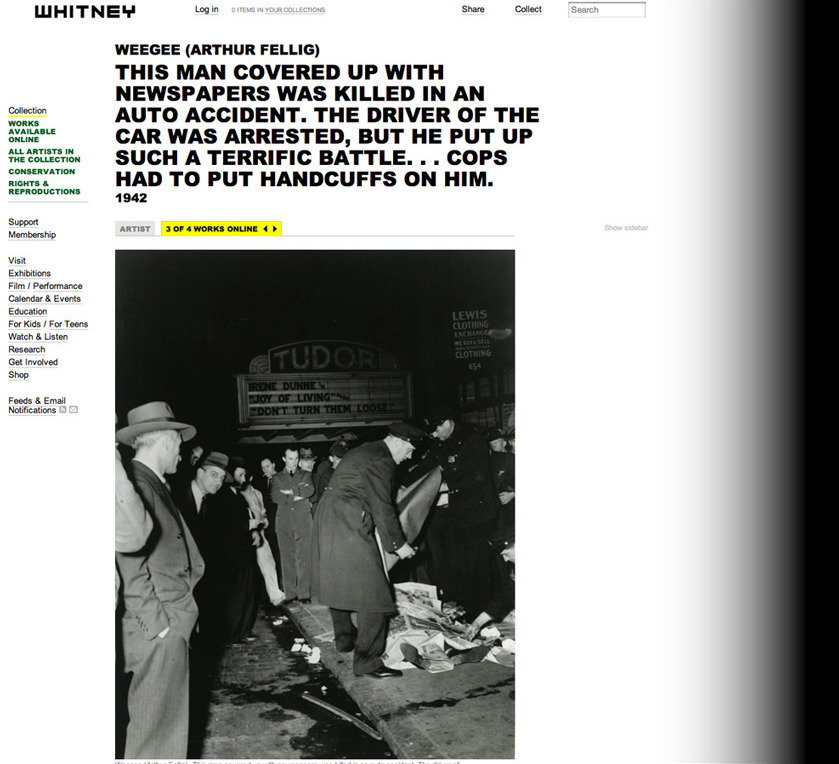 WHITNEY
Log in
0 ITEMS IN YOUR COLLECTIONS
Share
Collect
Search
WEEGEE (ARTHUR FELLIG)
THIS MAN COVERED UP WITH
NEWSPAPERS WAS KILLED IN AN
AUTO ACCIDENT. THE DRIVER OF THE
CAR WAS ARRESTED, BUT HE PUT UP
SUCH A TERRIFIC BATTLE. . . COPS
HAD TO PUT HANDCUFFS ON HIM.
1942
Collection
WORKS
AVAILABLE
ONLINE
ALL ARTISTS IN
THE COLLECTION
CONSERVATION
RIGHTS &
REPRODUCTIONS
Support
Membership
Visit
Exhibitions
Film / Performance
Calendar & Events
Education
For Kids / For Teens
Watch & Listen
Research
Get Involved
Shop
Feeds & Email
Notifications
ARTIST
3 OF 4 WORKS ONLINE
Show sidebar
LEWIS
CLOTHING
EXCHANGE
WE BUY & SELL
CLOTHING
65A
TUDOR
IRENE DUNNE IN
"JOY OF LIVING"
"DON'T TURN THEM LOOSE"